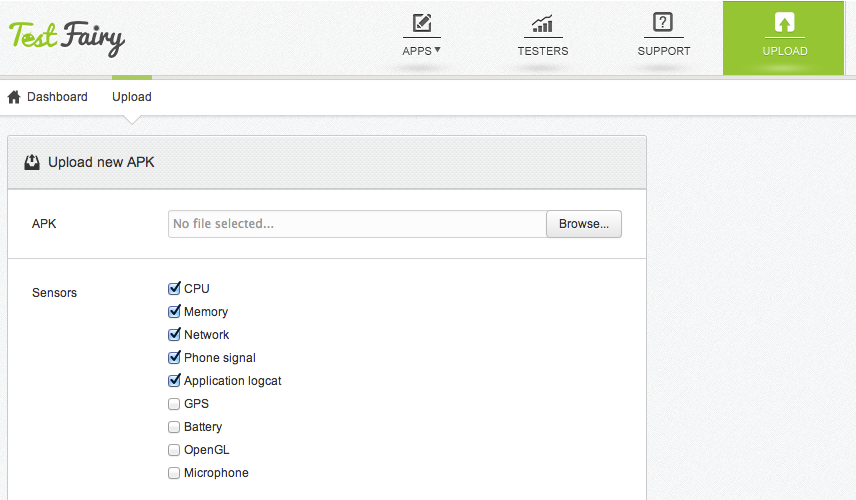 Test Fairy
APPS
TESTERS
SUPPORT
UPLOAD
Dashboard
Upload
Upload new APK
APK
No file selected...
Browse...
Sensors
CPU
Memory
Network
Phone signal
Application logcat
GPS
Battery
OpenGL
Microphone